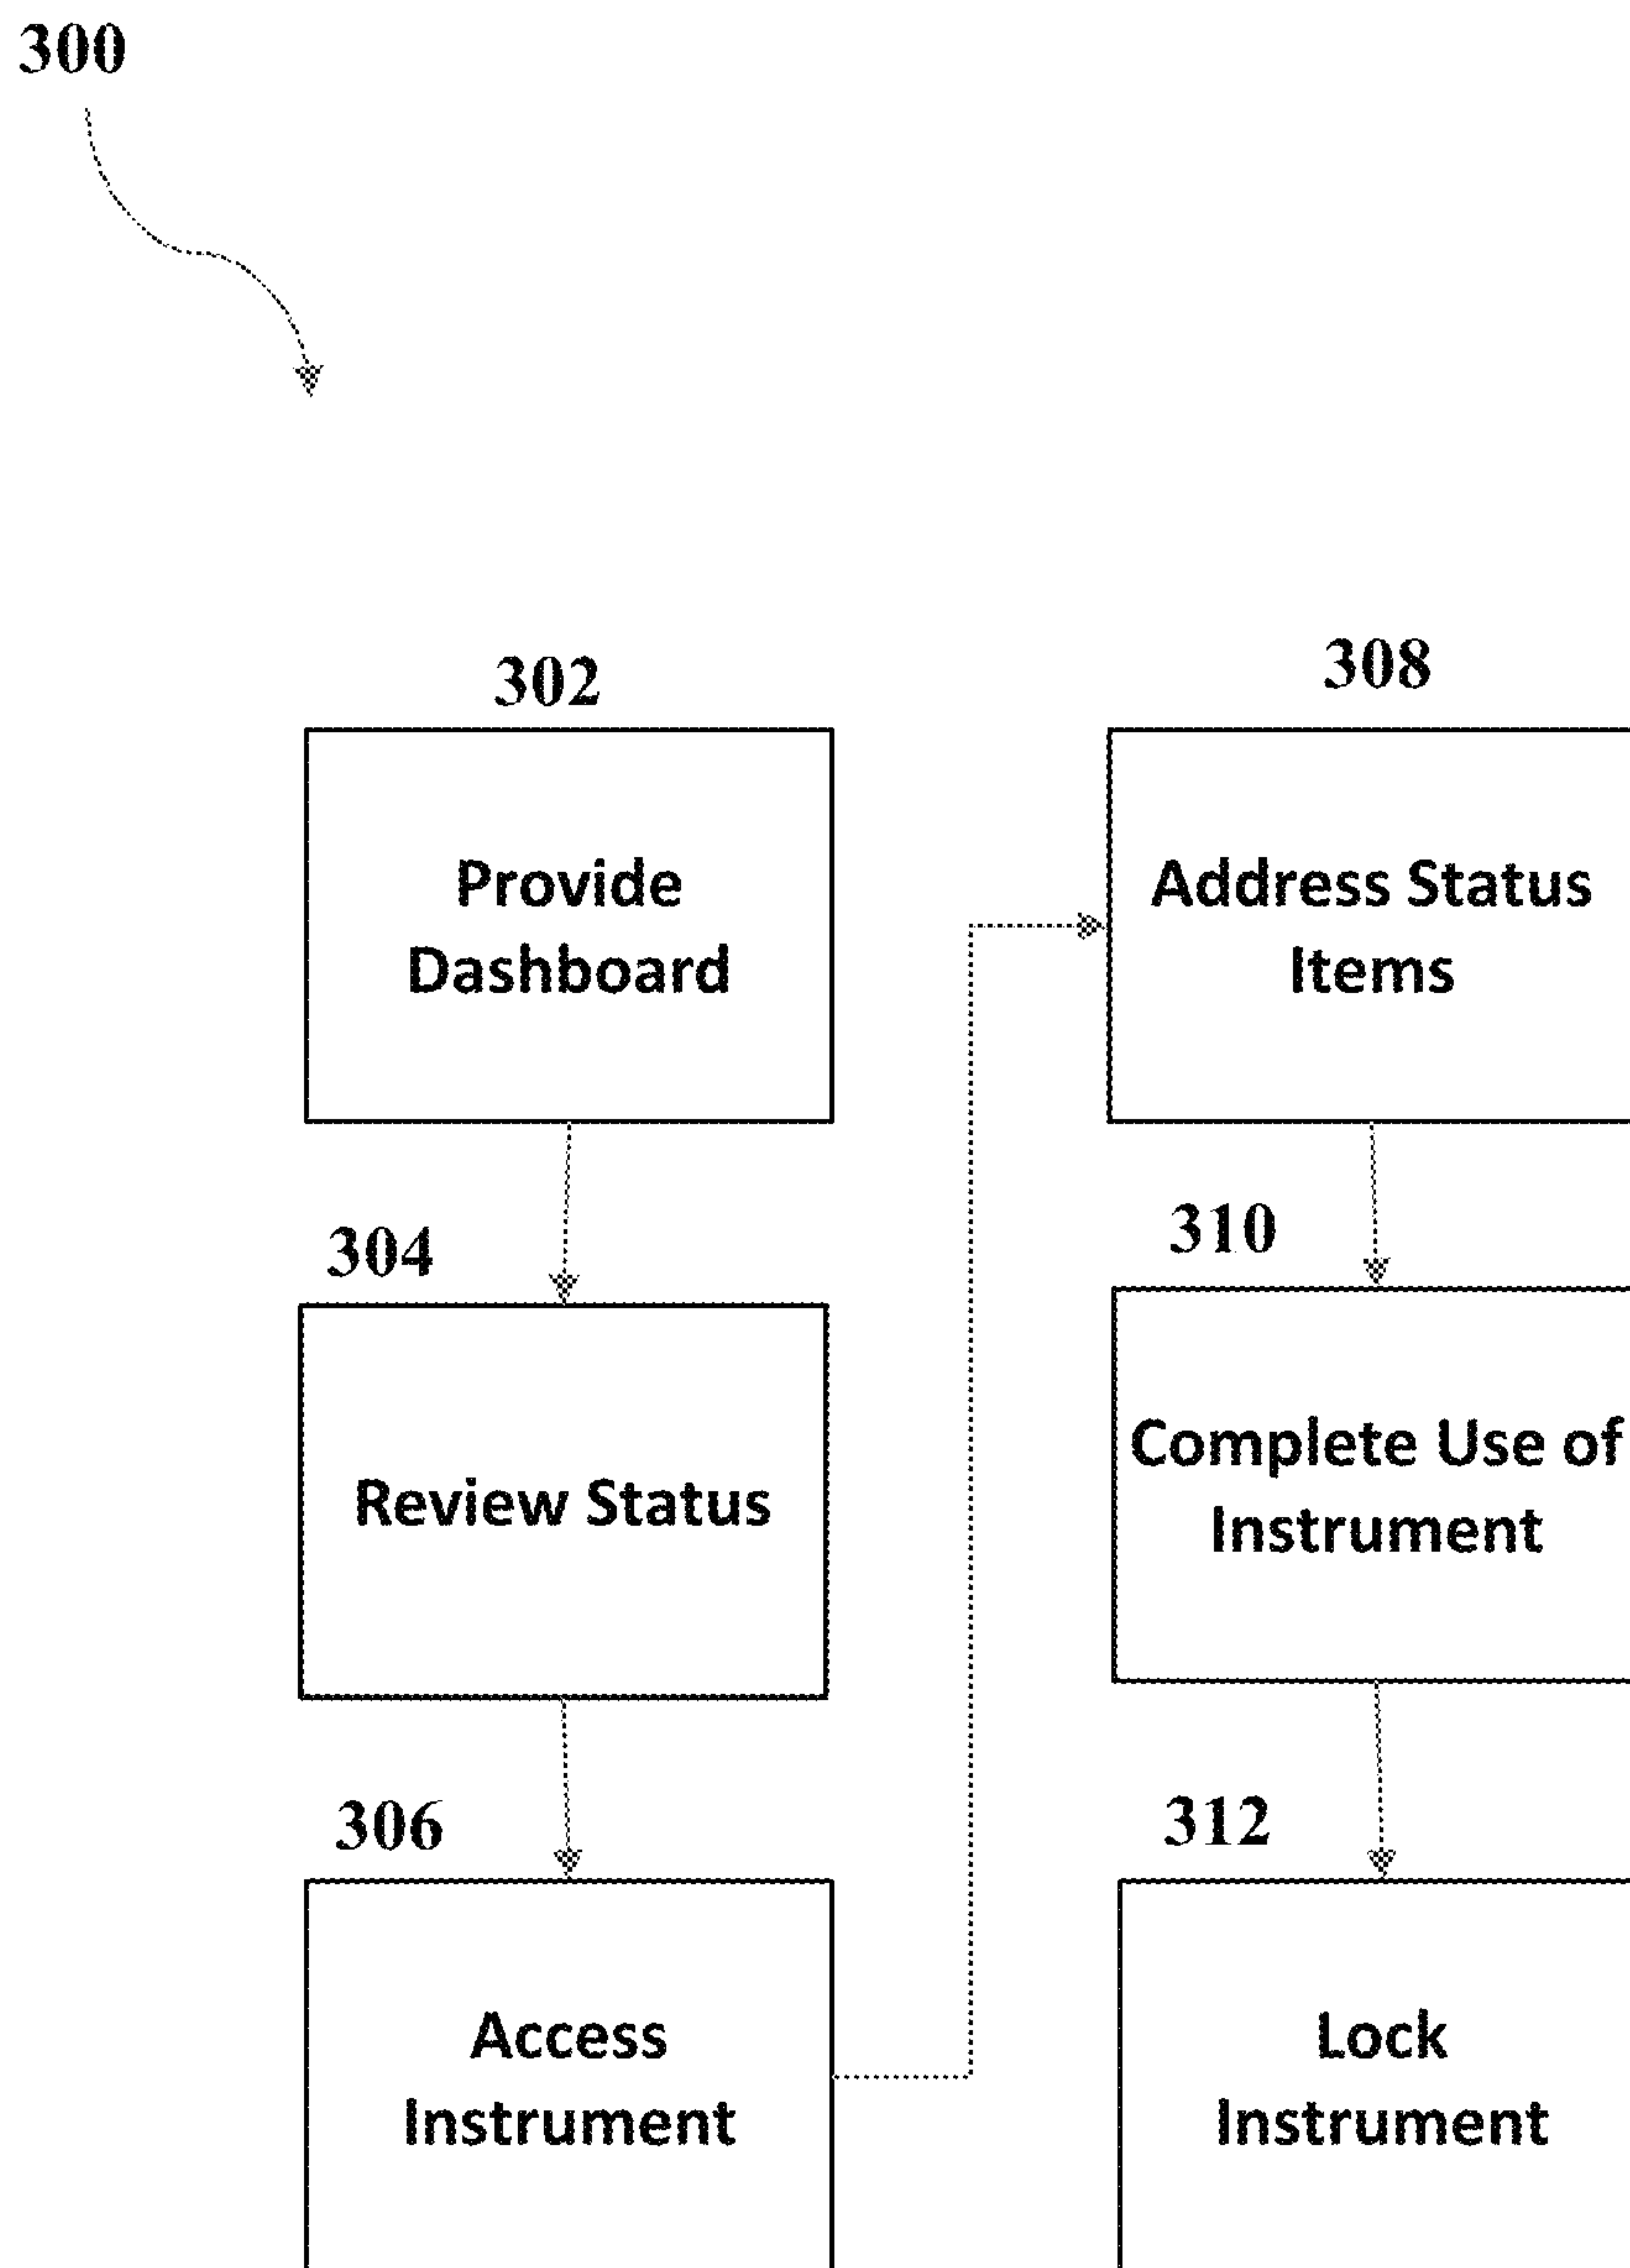 300
302
Provide
Dashboard
304
Review Status
306
Access
Instrument
308
Address Status
Items
310
Complete Use of
Instrument
312
Lock
Instrument